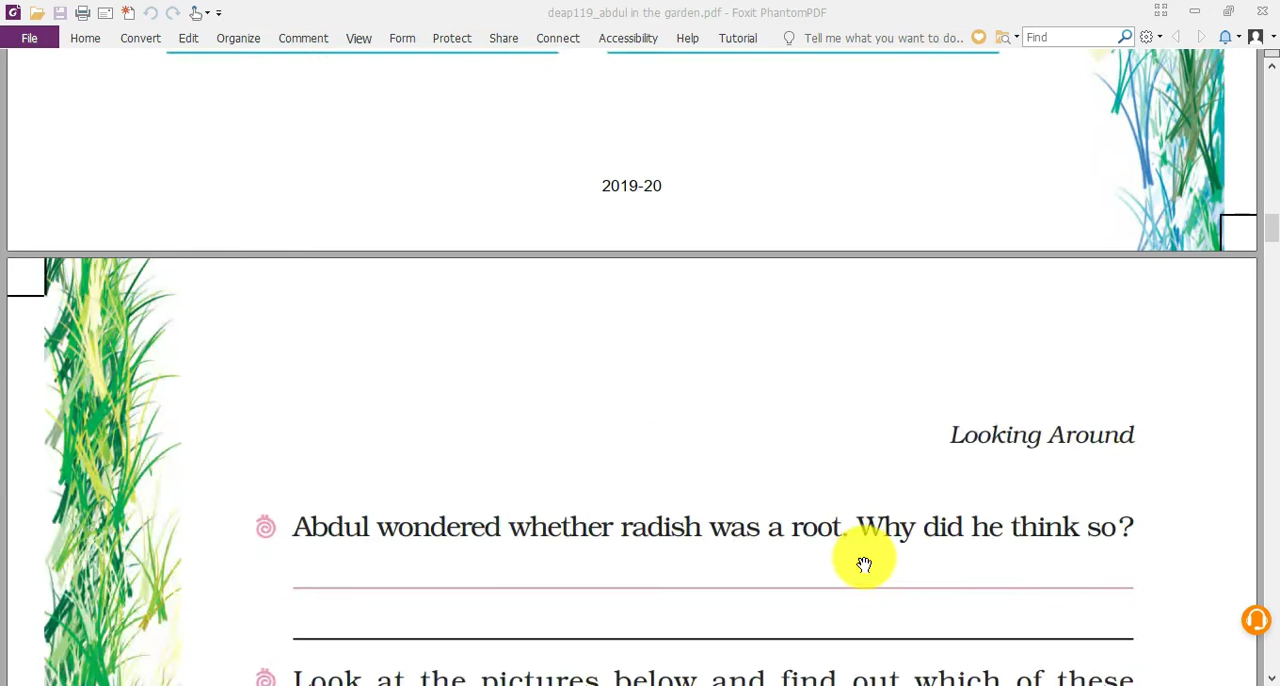 deap119_abdul in the garden.pdf - Foxit PhantomPDF
File Home Convert Edit Organize Comment View Form Protect Share Connect Accessibility Help Tutorial Tell me what you want to do.. Find
2019-20
Looking Around
Abdul wondered whether radish was a root. Why did he think so?
Look at the pictures below and find out which of these